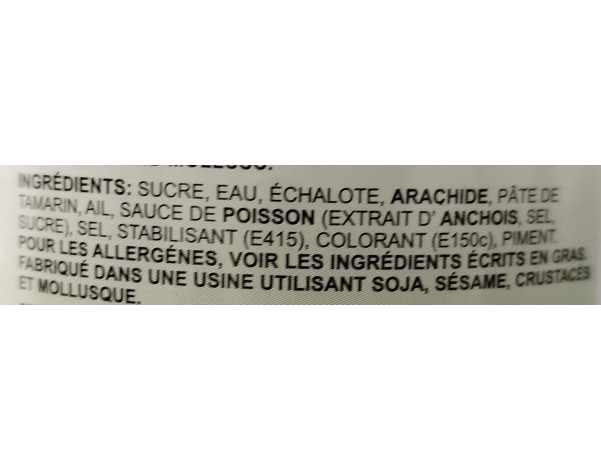 INGRÉDIENTS: SUCRE, EAU, ÉCHALOTE, ARACHIDE, PÂTE DE
TAMARIN, AIL, SAUCE DE POISSON (EXTRAIT D' ANCHOIS, SEL,
SUCRE), SEL, STABILISANT (E415), COLORANT (E150c), PIMENT.
POUR LES ALLERGÉNES, VOIR LES INGRÉDIENTS ÉCRITS EN GRAS.
FABRIQUÉ DANS UNE USINE UTILISANT SOJA, SÉSAME, CRUSTACÉS
ET MOLLUSQUE.